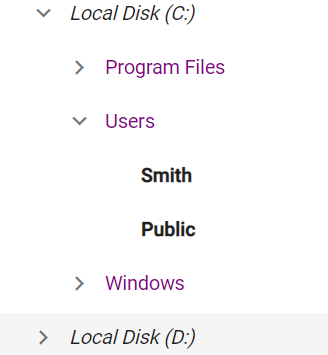 Local Disk (C:)
Program Files
Users
Smith
Public
Windows
Local Disk (D:)